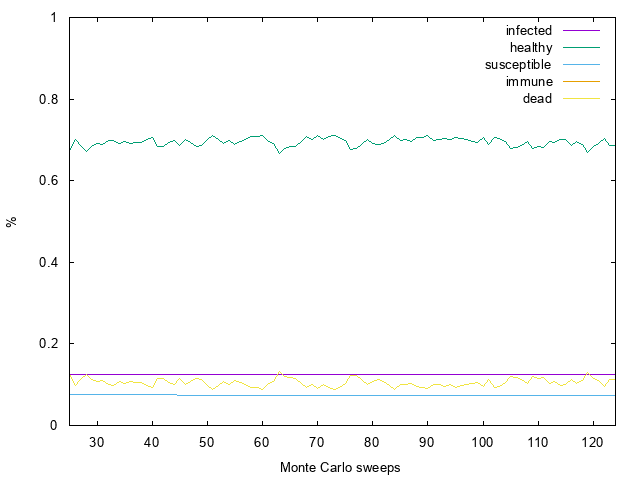 1
0.8
0.6
0.4
0.2
0
%
30 40 50 60 70 80 90 100 110 120
Monte Carlo sweeps
infected
healthy
susceptible
immune
dead